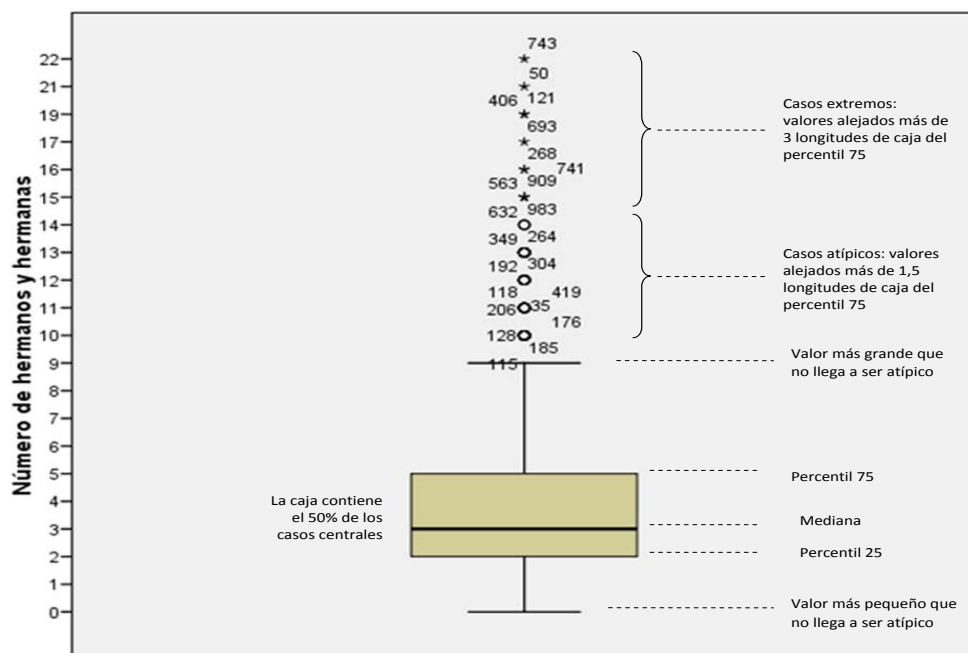 Número de hermanos y hermanas
22
21
19
17
16
15
14
13
12
11
10
9
8
7
6
5
4
3
2
1
0
743
50
406 121
693
268
741
563 909
632 983
349 264
192 304
118 419
206 35
176
128
185
115
Casos extremos:
valores alejados más de
3 longitudes de caja del
percentil 75
Casos atípicos: valores
alejados más de 1,5
longitudes de caja del
percentil 75
Valor más grande que
no llega a ser atípico
Percentil 75
La caja contiene
el 50% de los
casos centrales
Mediana
Percentil 25
Valor más pequeño que
no llega a ser atípico